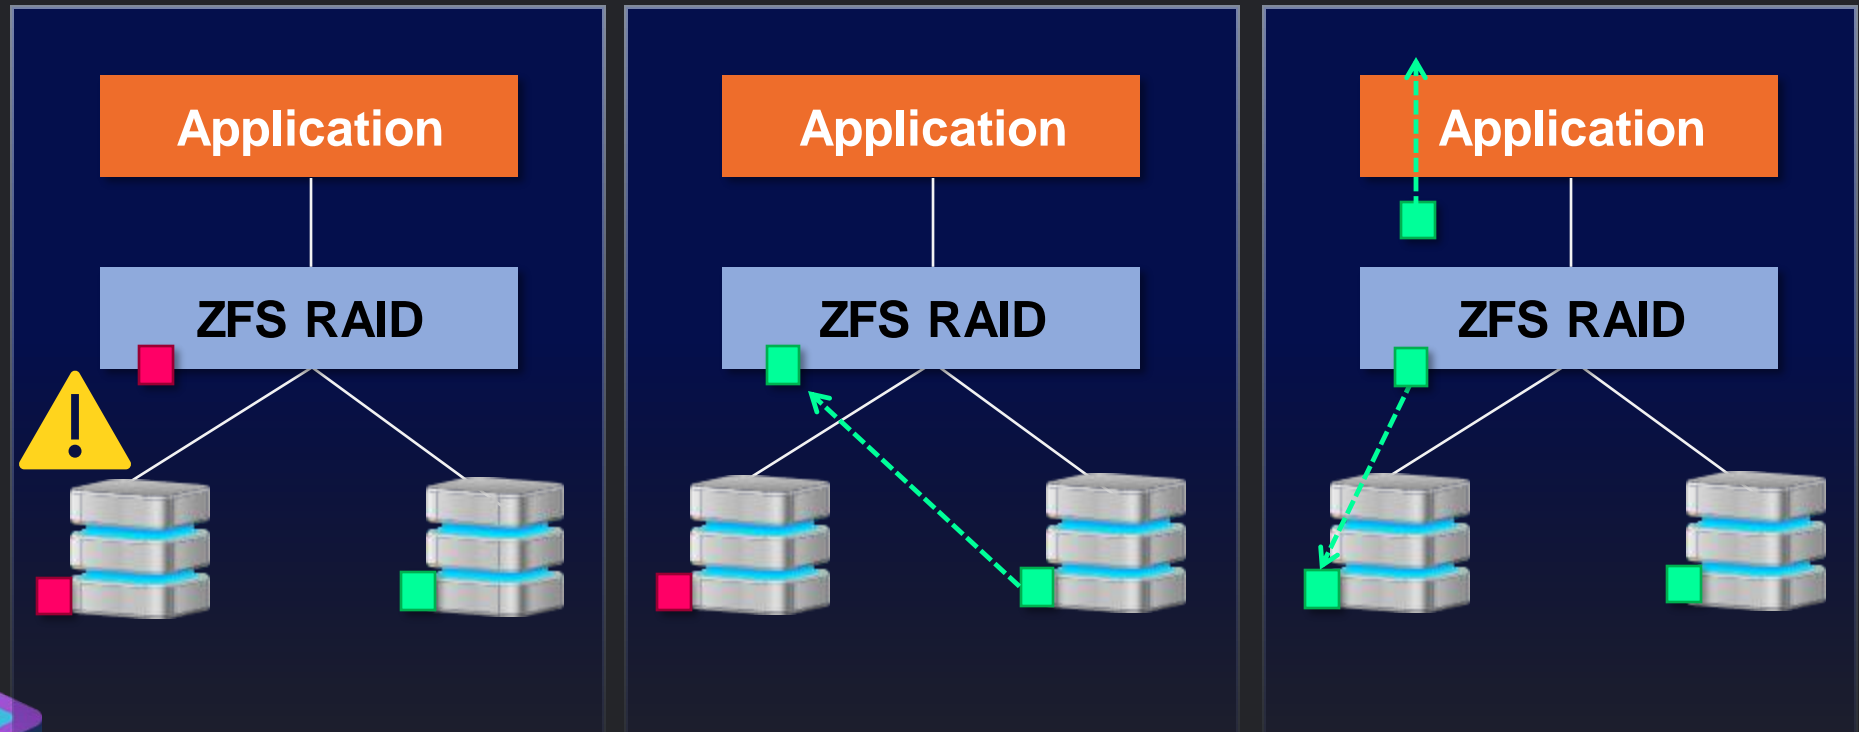 Application
ZFS RAID
Application
ZFS RAID
Application
ZFS RAID